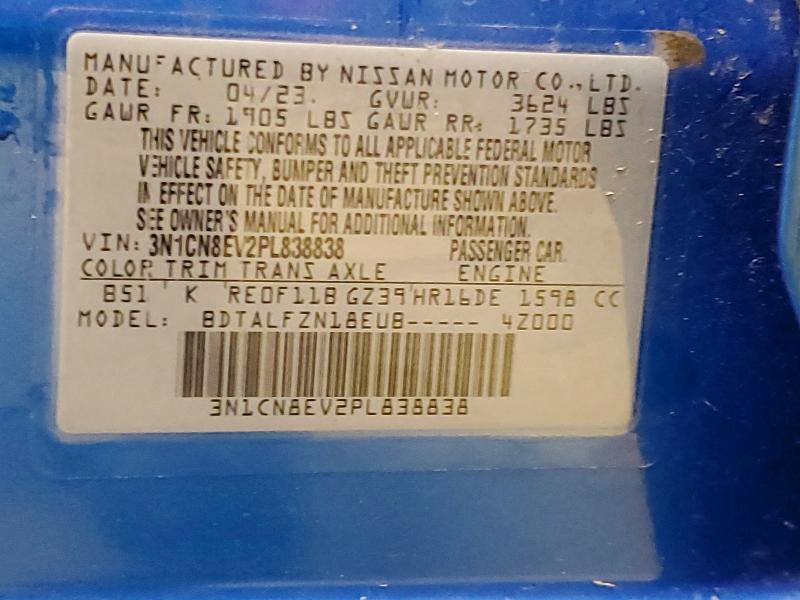 MANUFACTURED BY NISSAN MOTOR CO., LTD.
DATE: 04/23. GVWR: 3624 LBS
GAWR FR: 1905 LBS GAWR RR: 1735 LBS
THIS VEHICLE CONFORMS TO ALL APPLICABLE FEDERAL MOTOR
VEHICLE SAFETY, BUMPER AND THEFT PREVENTION STANDARDS
IN EFFECT ON THE DATE OF MANUFACTURE SHOWN ABOVE.
SEE OWNER'S MANUAL FOR ADDITIONAL INFORMATION.
VIN: 3N1CN8EV2PL838838 PASSENGER CAR.
COLOR TRIM TRANS AXLE ENGINE
B51 K RE0F11B GZ39 HR16DE 1598 CC
MODEL: BDTALFZN18EUB----- 4Z000
3N1CN8EV2PL838838